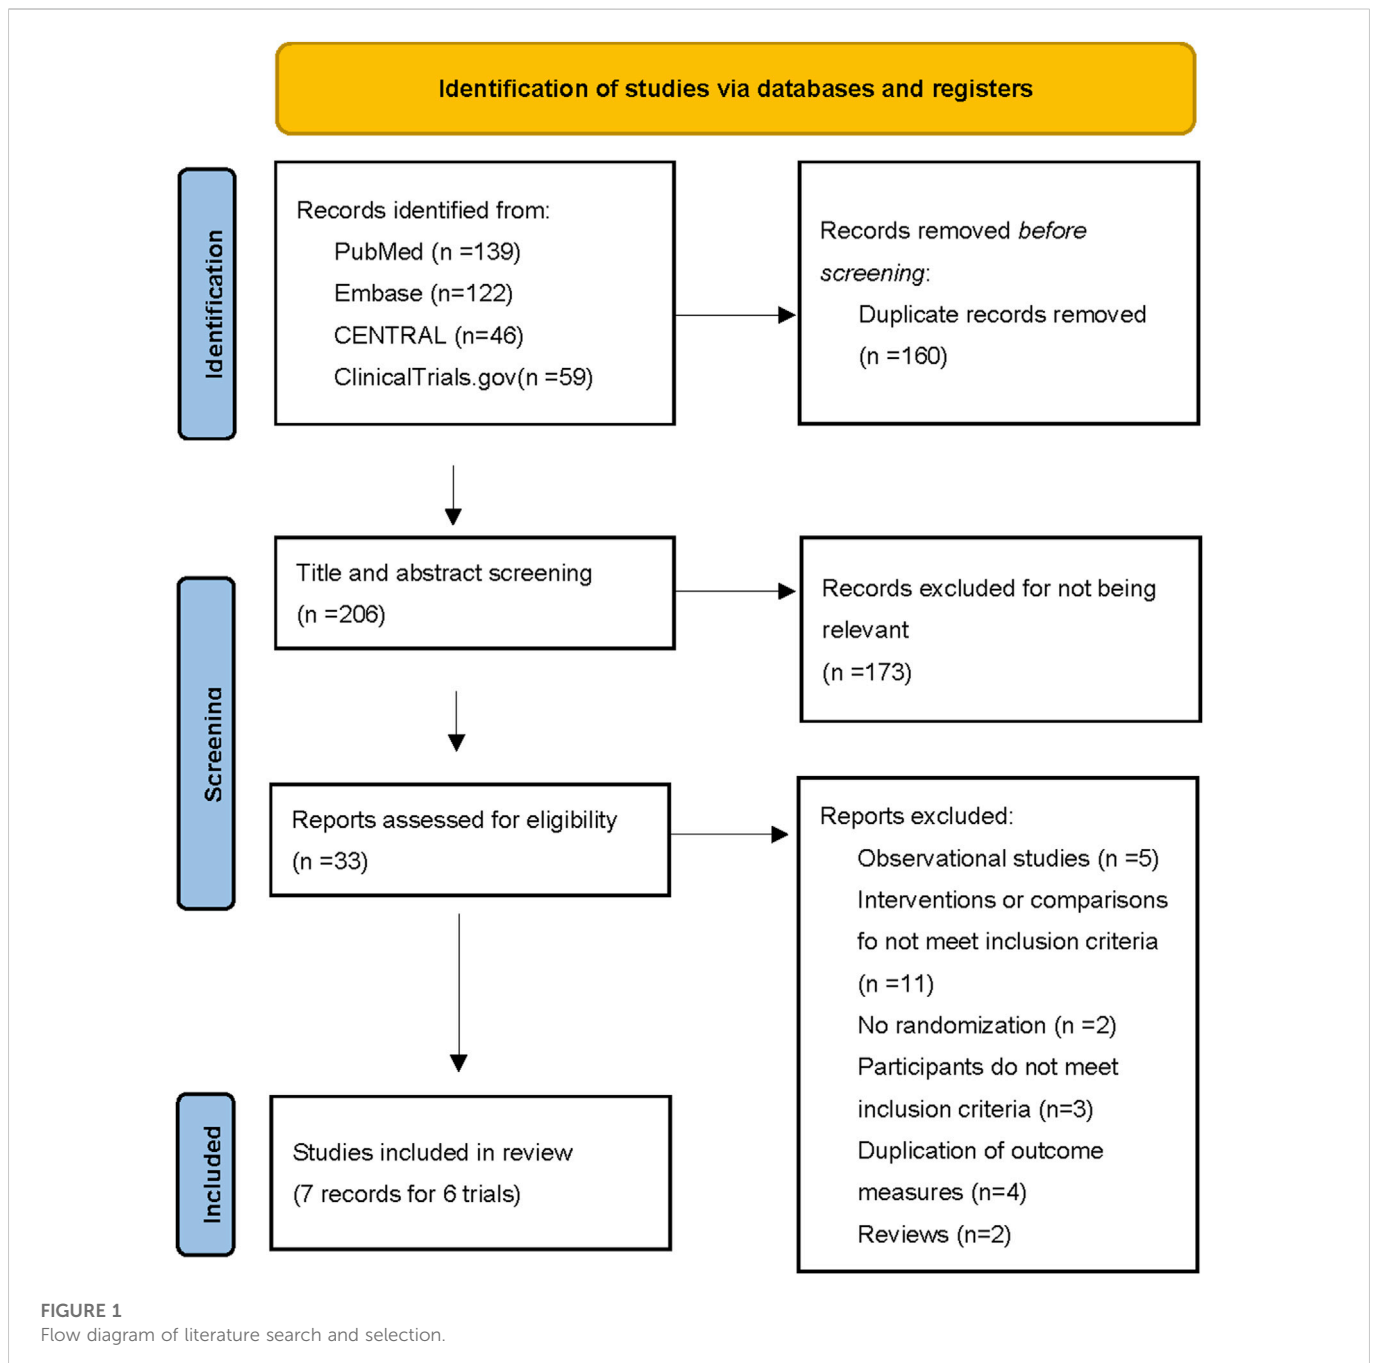 Identification of studies via databases and registers
Identification
Records identified from:
PubMed (n =139)
Embase (n=122)
CENTRAL (n=46)
ClinicalTrials.gov(n =59)
Records removed before
screening:
Duplicate records removed
(n =160)
Screening
Title and abstract screening
(n =206)
Records excluded for not being
relevant
(n =173)
Reports assessed for eligibility
(n =33)
Reports excluded:
Observational studies (n =5)
Interventions or comparisons
fo not meet inclusion criteria
(n =11)
No randomization (n =2)
Participants do not meet
inclusion criteria (n=3)
Duplication of outcome
measures (n=4)
Reviews (n=2)
Included
Studies included in review
(7 records for 6 trials)
FIGURE 1
Flow diagram of literature search and selection.